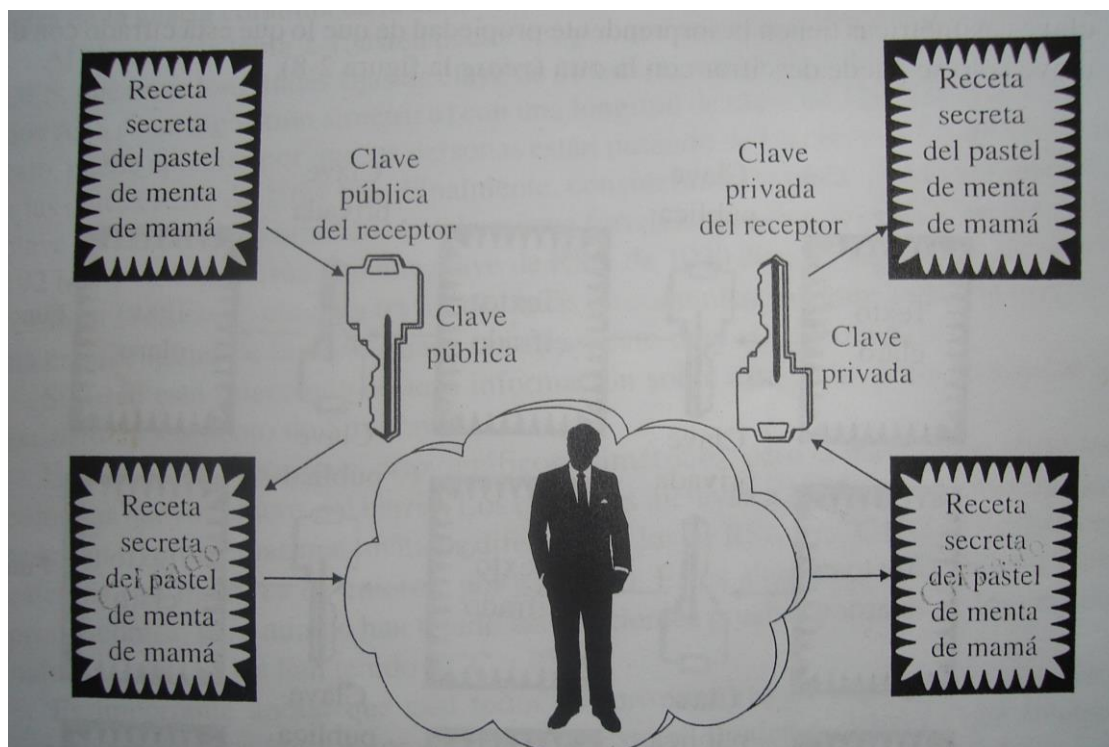 Receta
secreta
del pastel
de menta
de mamá
Clave
pública
del receptor
Clave
pública
Clave
privada
del receptor
Clave
privada
Receta
secreta
del pastel
de menta
de mamá
Receta
secreta
del pastel
de menta
de mamá
Cifrado
Receta
secreta
del pastel
de menta
de mamá
Cifrado